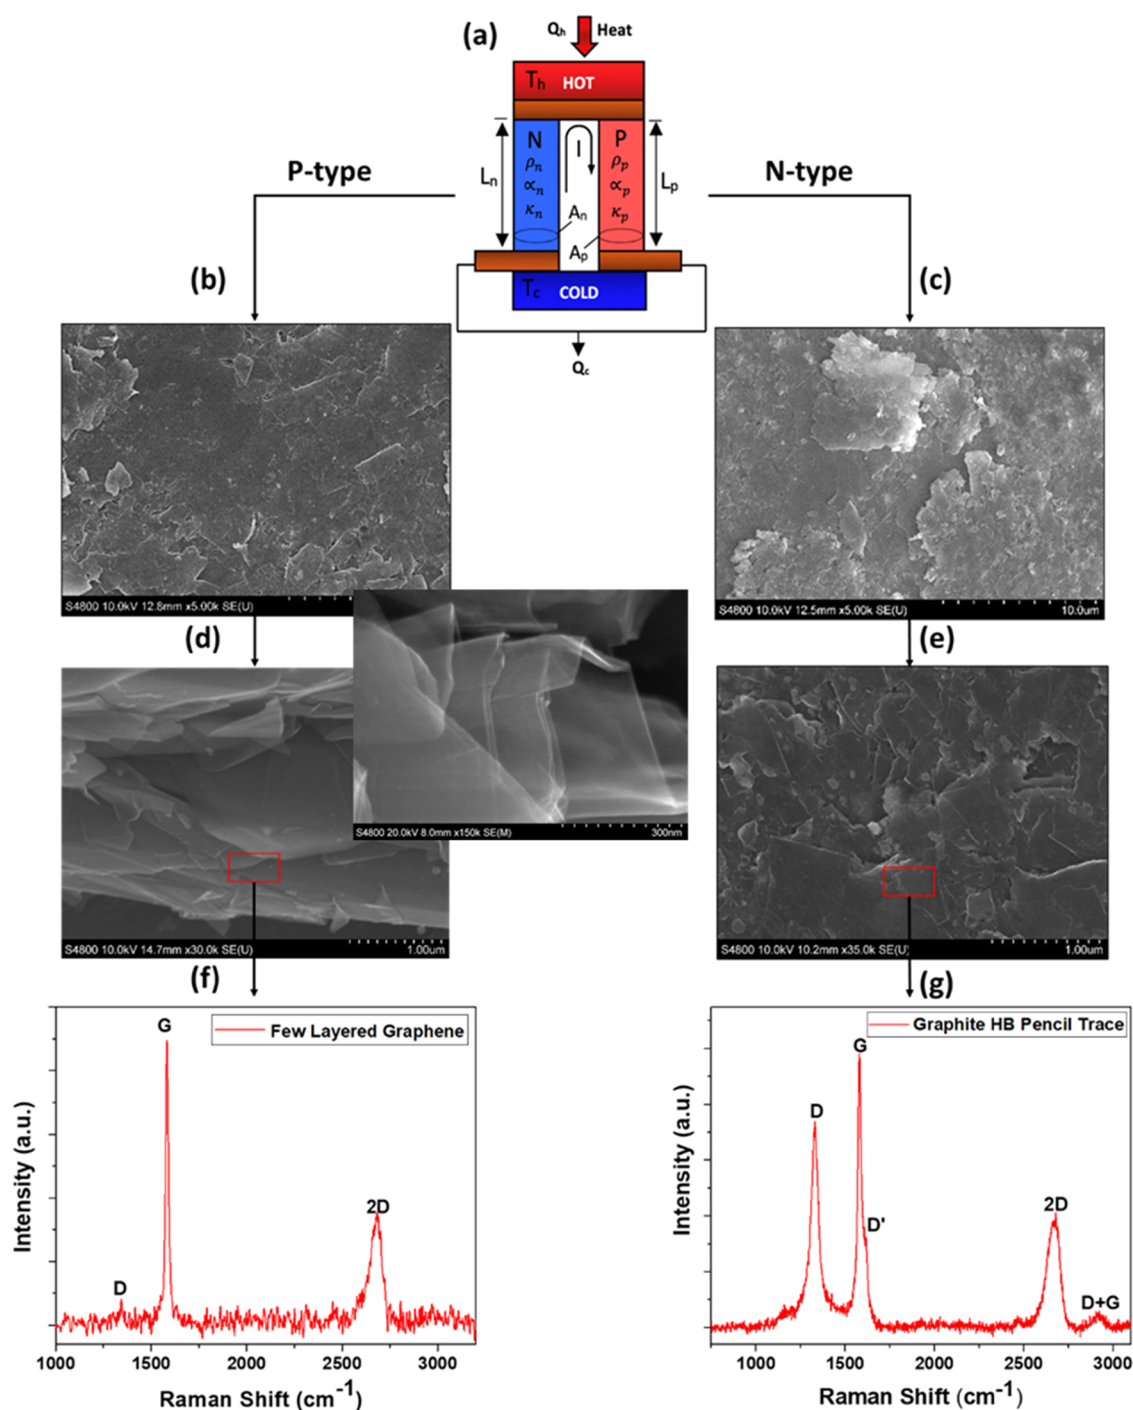 (a)
Qh Heat
Th HOT
N
ρn
∝n
κn
I
P
ρp
∝p
κp
Ln
Lp
An
Ap
Tc COLD
Qc
P-type
N-type
(b)
(c)
S4800 10.0kV 12.8mm x5.00k SE(U)
S4800 10.0kV 12.5mm x5.00k SE(U) 10.0um
(d)
(e)
S4800 20.0kV 8.0mm x150k SE(M) 300nm
S4800 10.0kV 14.7mm x30.0k SE(U) 1.00um
S4800 10.0kV 10.2mm x35.0k SE(U) 1.00um
(f)
(g)
Few Layered Graphene
G
D
2D
Intensity (a.u.)
1000 1500 2000 2500 3000
Raman Shift (cm-1)
Graphite HB Pencil Trace
G
D
D'
2D
D+G
Intensity (a.u.)
1000 1500 2000 2500 3000
Raman Shift (cm-1)